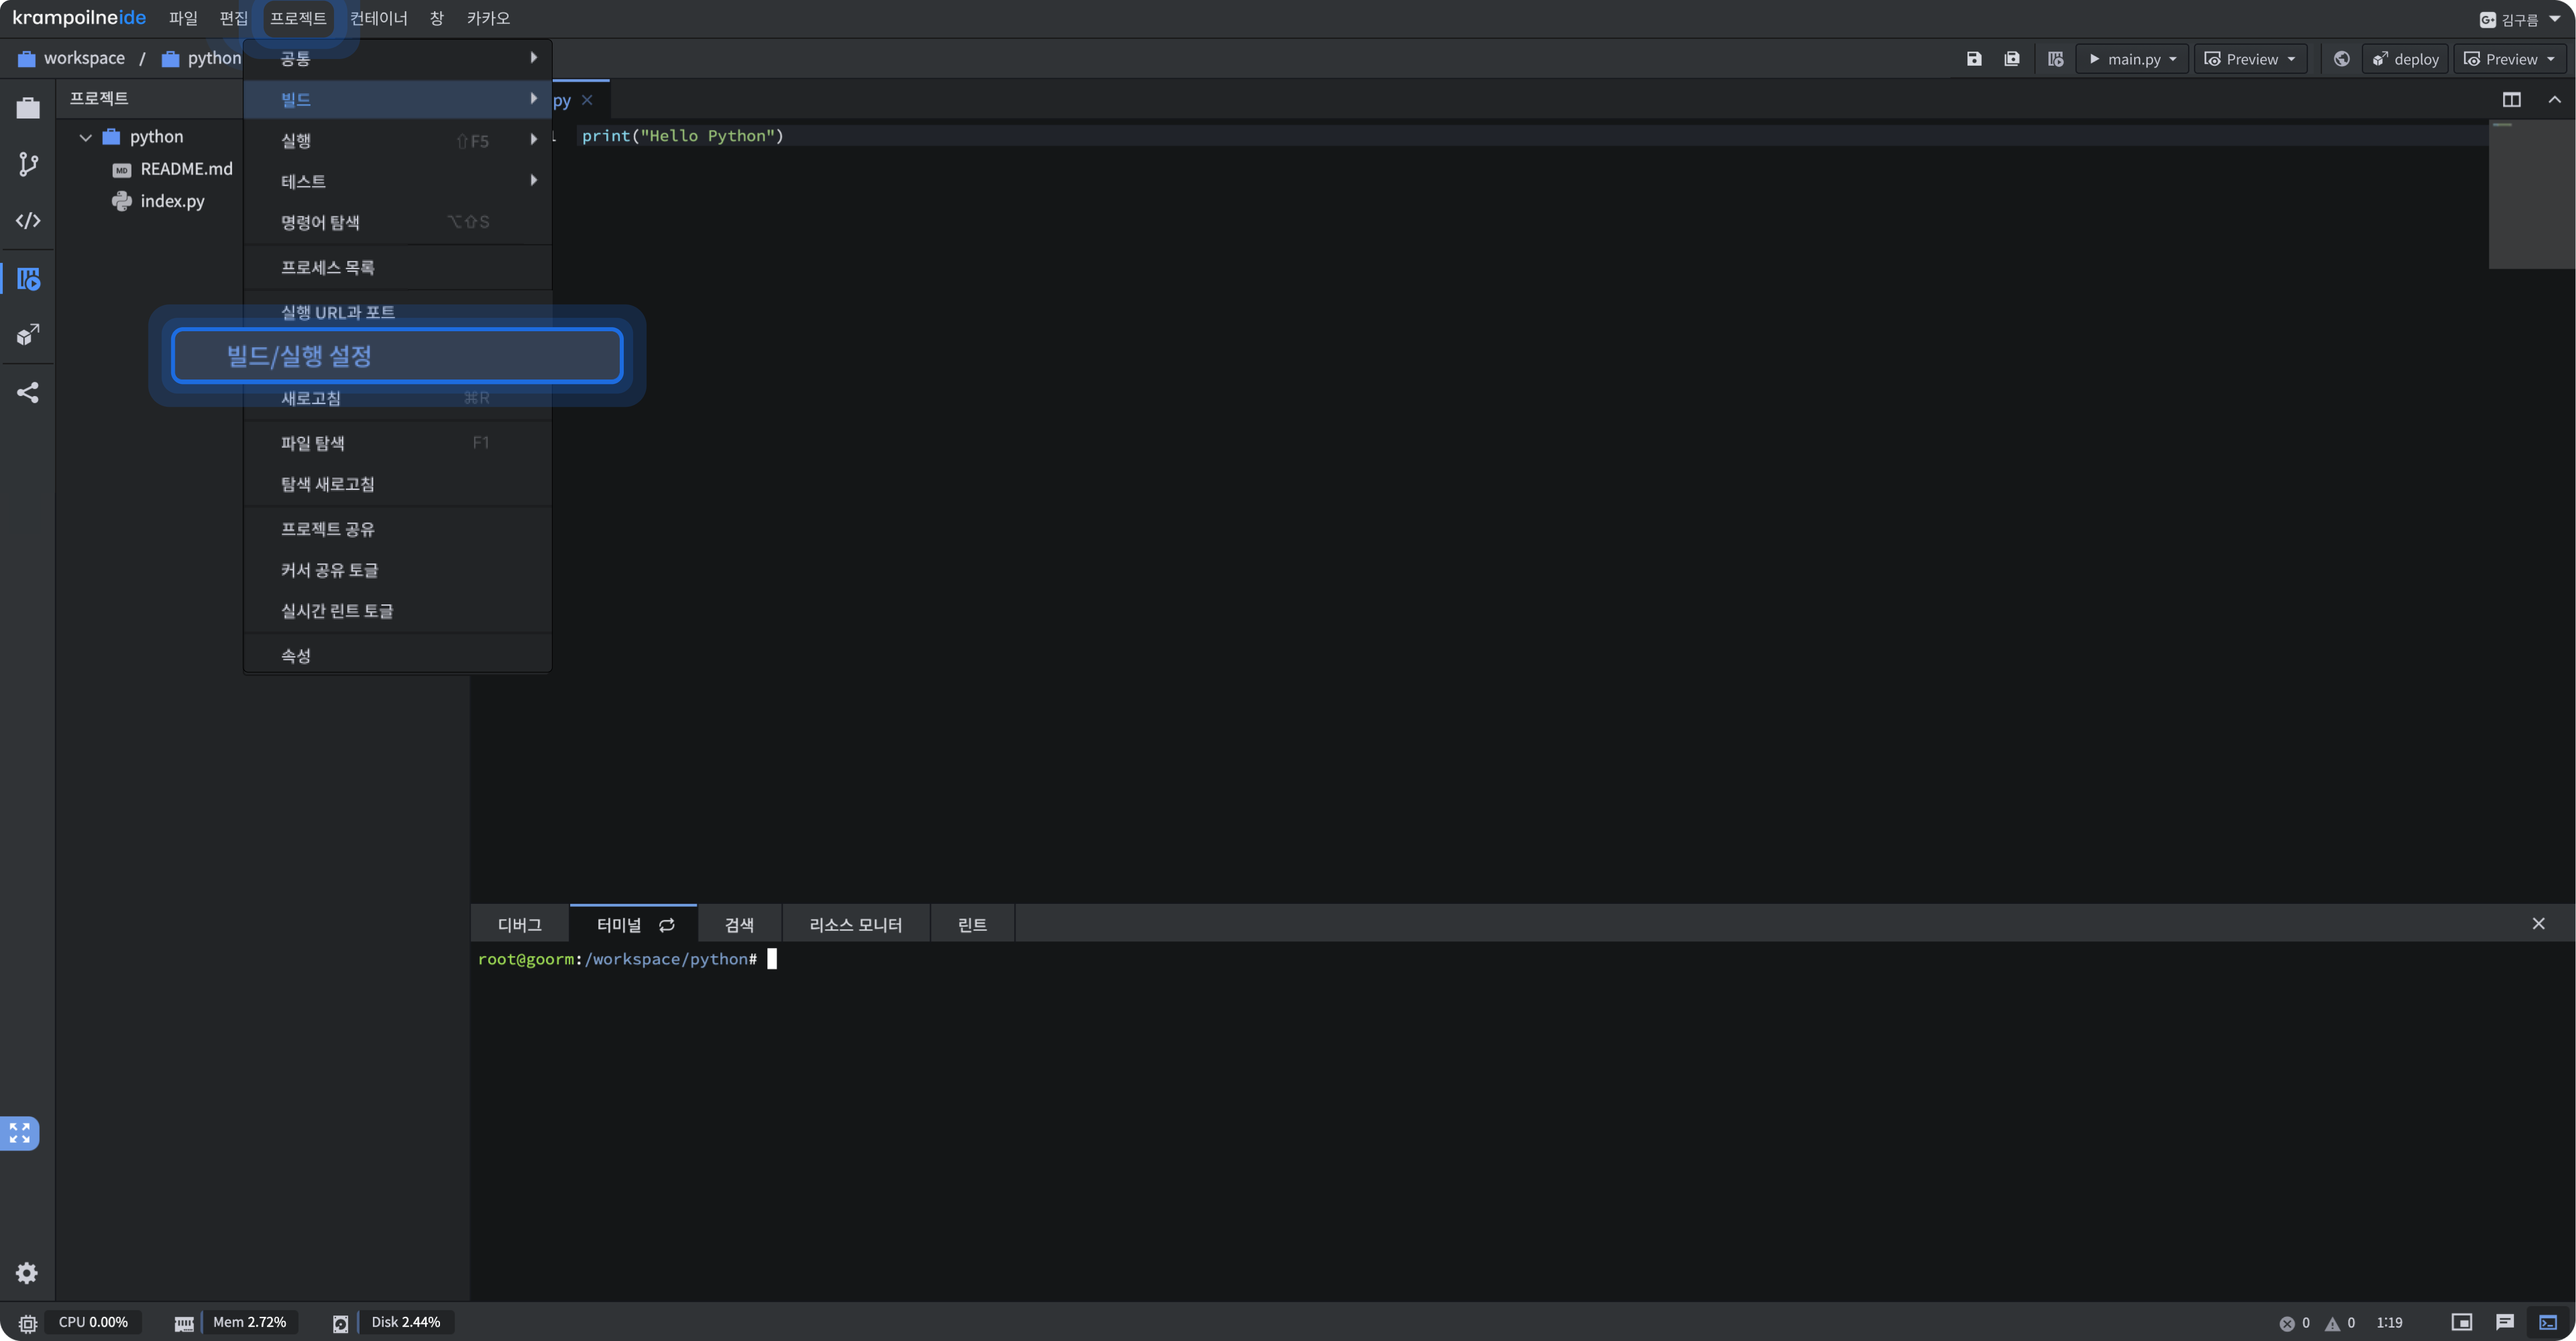 krampoilneide 파일 편집 프로젝트 컨테이너 창 카카오 G+ 김구름
workspace / python
main.py Preview deploy Preview
프로젝트
python
README.md
index.py
공통
빌드
실행 ⇧F5
테스트
명령어 탐색 ⌥⇧S
프로세스 목록
실행 URL과 포트
빌드/실행 설정
새로고침 ⌘R
파일 탐색 F1
탐색 새로고침
프로젝트 공유
커서 공유 토글
실시간 린트 토글
속성
py
1 print("Hello Python")
디버그 터미널 검색 리소스 모니터 린트
root@goorm:/workspace/python#
CPU 0.00% Mem 2.72% Disk 2.44% 0 0 1:19